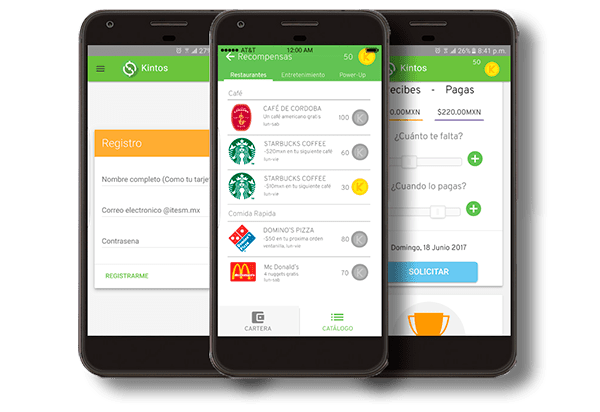 27%
Kintos
Registro
Nombre completo (Como tu tarje
Correo electronico @itesm.mx
Contrasena
REGISTRARME
AT&T 12:00 AM
Recompensas 50 K
Restaurantes Entretenimiento Power-Up
Café
CAFÉ DE CORDOBA
Un café americano gratis
lun-sab
100 K
STARBUCKS COFFEE
-$20mxn en tu siguiente café
lun-vie
60 K
STARBUCKS COFFEE
-$10mxn en tu siguiente café
lun-vie
30 K
Comida Rapida
DOMINO'S PIZZA
-$50 en tu proxima orden
ventanilla, lun-vie
80 K
Mc Donald's
4 nuggets gratis
lun-sab
70 K
CARTERA CATÁLOGO
26% 8:41 p.m.
Kintos 50 K
ecibes - Pagas
0.00MXN $220.00MXN
¿Cuánto te falta?
¿Cuando lo pagas?
Domingo, 18 Junio 2017
SOLICITAR